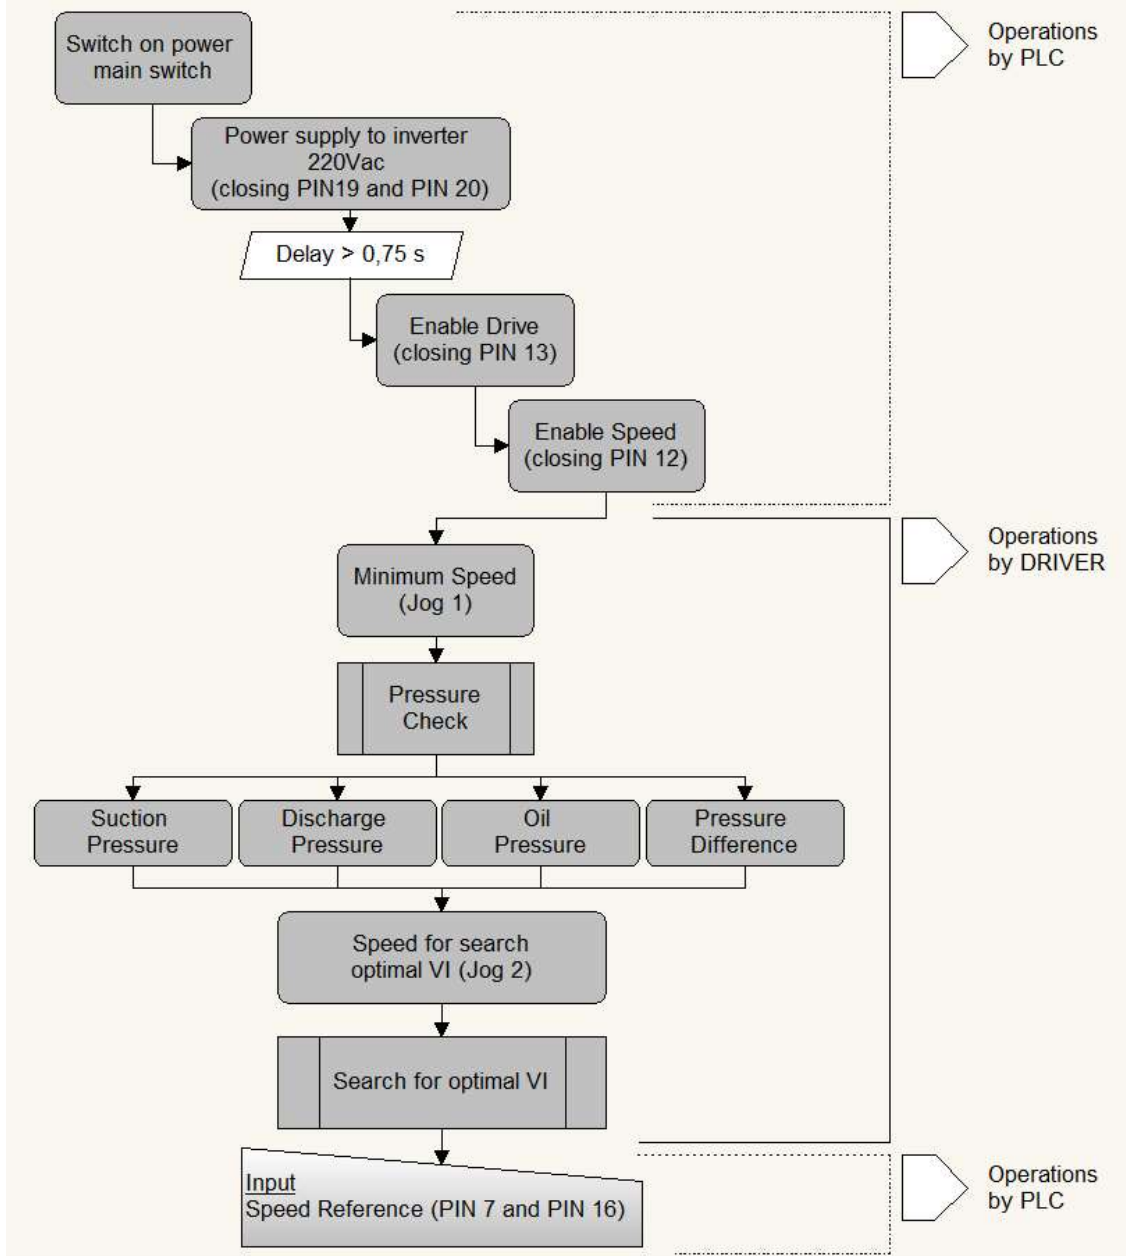 Switch on power
main switch
Operations
by PLC
Power supply to inverter
220Vac
(closing PIN19 and PIN 20)
Delay > 0,75 s
Enable Drive
(closing PIN 13)
Enable Speed
(closing PIN 12)
Operations
by DRIVER
Minimum Speed
(Jog 1)
Pressure
Check
Suction
Pressure
Discharge
Pressure
Oil
Pressure
Pressure
Difference
Speed for search
optimal VI (Jog 2)
Search for optimal VI
Input
Speed Reference (PIN 7 and PIN 16)
Operations
by PLC